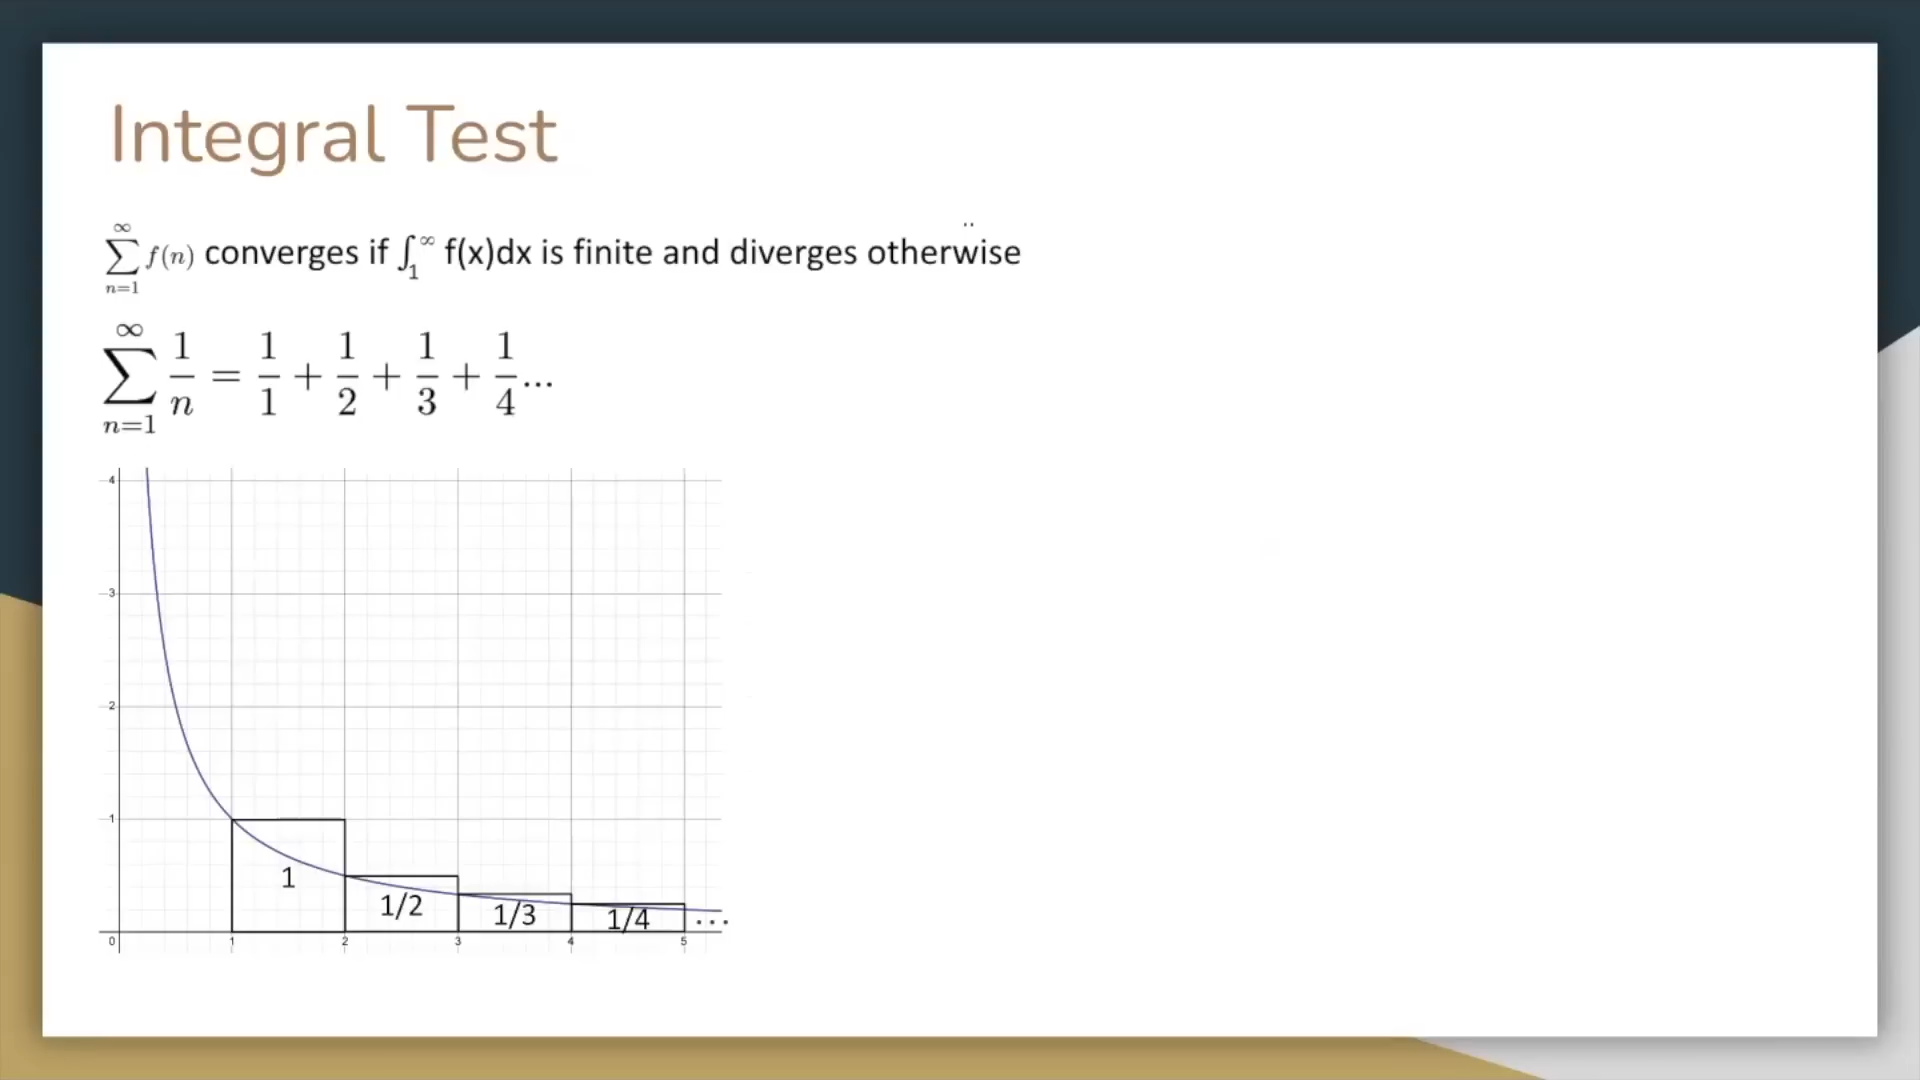 Integral Test
∞
∑ f(n) converges if ∫₁^∞ f(x)dx is finite and diverges otherwise
n=1
∞
∑ 1/n = 1/1 + 1/2 + 1/3 + 1/4...
n=1
4
3
2
1
1 1/2 1/3 1/4 ...
0 1 2 3 4 5